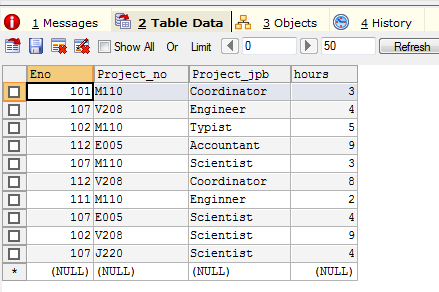 1 Messages 2 Table Data 3 Objects 4 History
Show All Or Limit 0 50 Refresh
Eno Project_no Project_jpb hours
101 M110 Coordinator 3
107 V208 Engineer 4
102 M110 Typist 5
112 E005 Accountant 9
107 M110 Scientist 3
112 V208 Coordinator 8
111 M110 Enginner 2
107 E005 Scientist 4
102 V208 Scientist 9
107 J220 Scientist 4
* (NULL) (NULL) (NULL) (NULL)